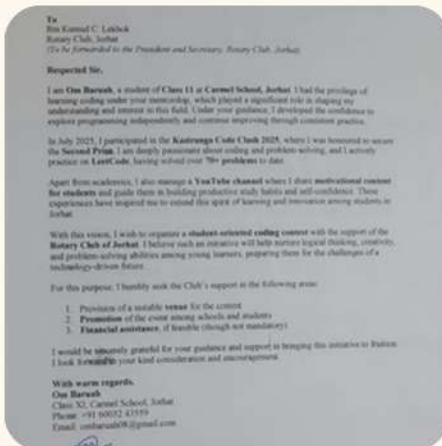 To
Rotary Club, Jorhat
(To be forwarded to the President and Secretary, Rotary Club, Jorhat)
Respected Sir,
I am Om Baruah, a student of Class 11 at Carmel School, Jorhat. I had the privilege of
learning coding under your mentorship, which played a significant role in shaping my
understanding and interest in this field. Under your guidance, I developed the confidence to
explore programming independently and continue improving through consistent practice.
In July 2025, I participated in the Kaziranga Code Clash 2025, where I was honoured to secure
the Second Prize. I am deeply passionate about coding and problem-solving, and I actively
practice on LeetCode, having solved over 70+ problems to date.
Apart from academics, I also manage a YouTube channel where I share motivational content
for students and guide them in building productive study habits and self-confidence. These
experiences have inspired me to extend this spirit of learning and innovation among students in
Jorhat.
With this vision, I wish to organize a student-oriented coding contest with the support of the
Rotary Club of Jorhat. I believe such an initiative will help nurture logical thinking, creativity,
and problem-solving abilities among young learners, preparing them for the challenges of a
technology-driven future.
For this purpose, I humbly seek the Club's support in the following areas:
1. Provision of a suitable venue for the contest
2. Promotion of the event among schools and students
3. Financial assistance, if feasible (though not mandatory)
I would be sincerely grateful for your guidance and support in bringing this initiative to fruition.
I look forward to your kind consideration and encouragement.
With warm regards,
Om Baruah
Class XI, Carmel School, Jorhat
Phone: +91 60032 43559
Email: ombaruah08@gmail.com